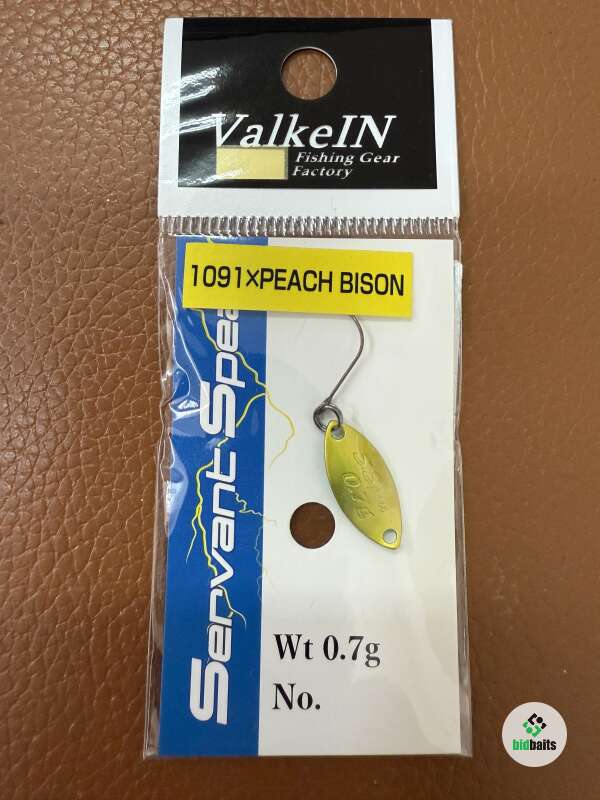 ValkeIN
Fishing Gear
Factory
1091×PEACH BISON
Servant Spea
Wt 0.7g
No.
bidbaits